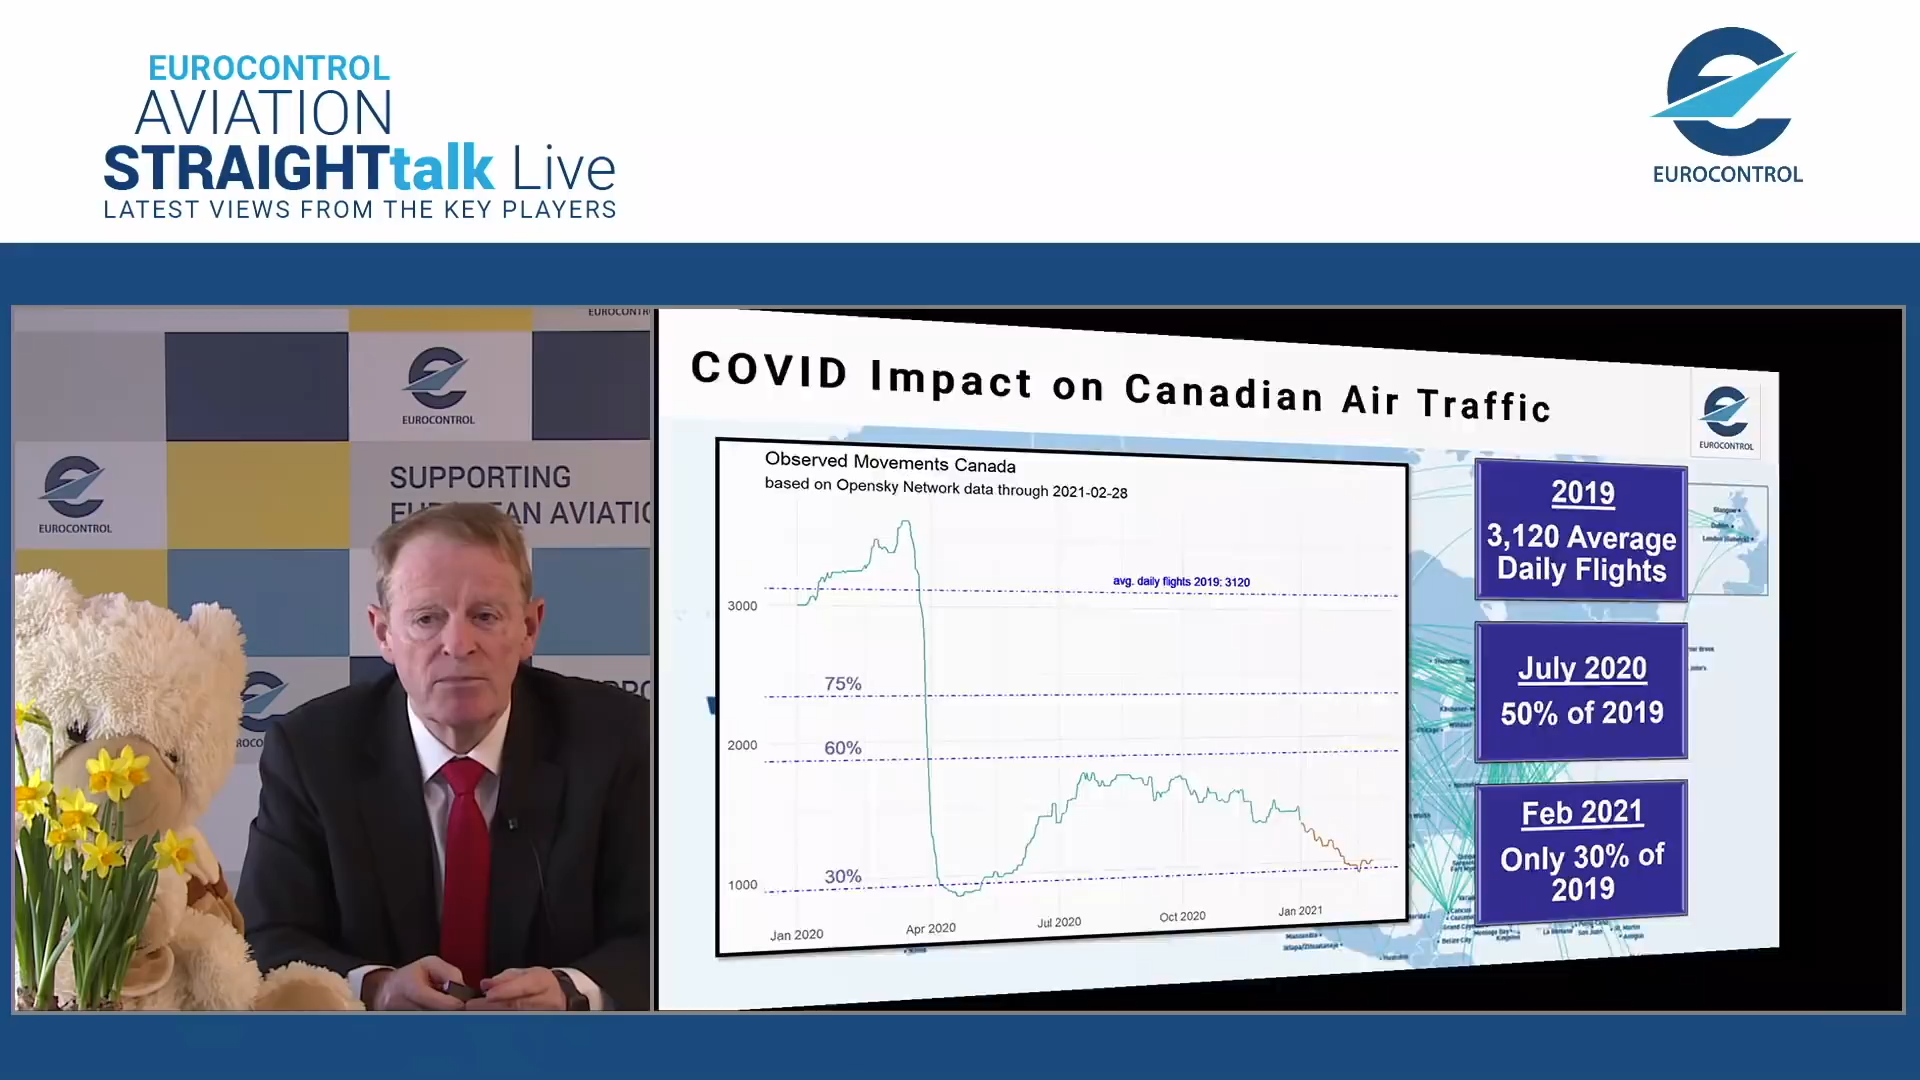 EUROCONTROL
AVIATION
STRAIGHTtalk Live
LATEST VIEWS FROM THE KEY PLAYERS
EUROCONTROL
EUROCONTROL
EUROCONTROL
SUPPORTING
AVIATIO
COVID Impact on Canadian Air Traffic
EUROCONTROL
Observed Movements Canada
based on Opensky Network data through 2021-02-28
avg. daily flights 2019: 3120
3000
75%
2000
60%
1000
30%
Jan 2020
Apr 2020
Jul 2020
Oct 2020
Jan 2021
2019
3,120 Average
Daily Flights
July 2020
50% of 2019
Feb 2021
Only 30% of
2019